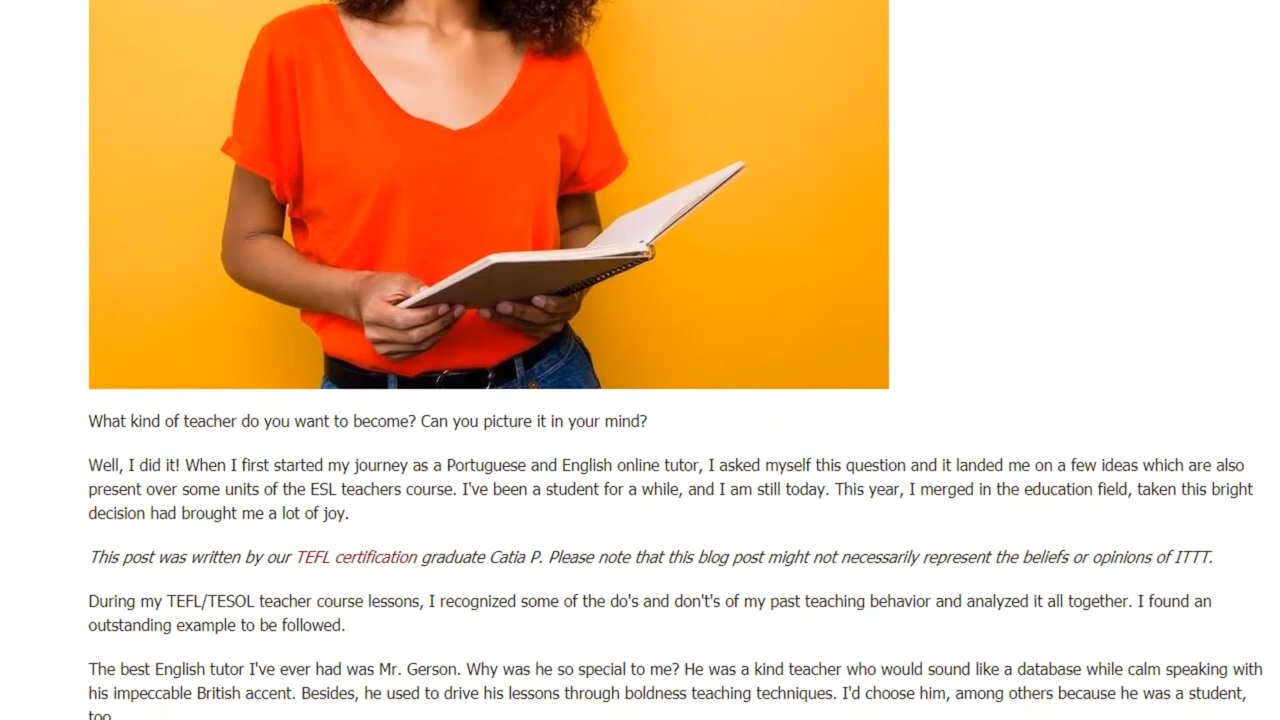 What kind of teacher do you want to become? Can you picture it in your mind?
Well, I did it! When I first started my journey as a Portuguese and English online tutor, I asked myself this question and it landed me on a few ideas which are also
present over some units of the ESL teachers course. I've been a student for a while, and I am still today. This year, I merged in the education field, taken this bright
decision had brought me a lot of joy.
This post was written by our TEFL certification graduate Catia P. Please note that this blog post might not necessarily represent the beliefs or opinions of ITTT.
During my TEFL/TESOL teacher course lessons, I recognized some of the do's and don't's of my past teaching behavior and analyzed it all together. I found an
outstanding example to be followed.
The best English tutor I've ever had was Mr. Gerson. Why was he so special to me? He was a kind teacher who would sound like a database while calm speaking with
his impeccable British accent. Besides, he used to drive his lessons through boldness teaching techniques. I'd choose him, among others because he was a student,
too